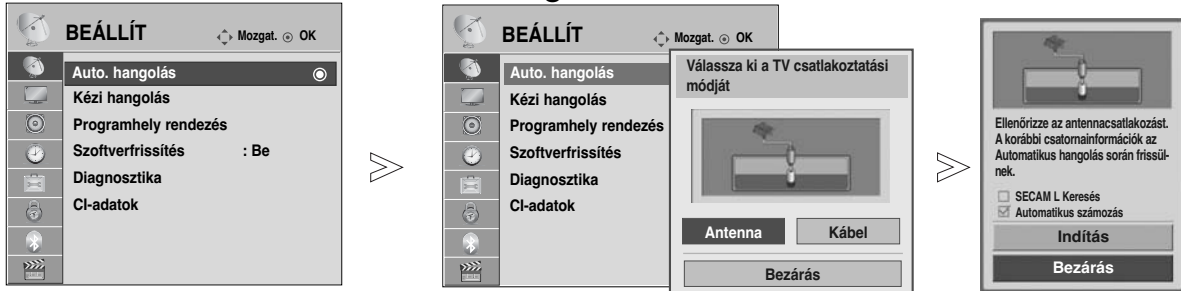 BEÁLLÍT
Mozgat. OK
Auto. hangolás
Kézi hangolás
Programhely rendezés
Szoftverfrissítés : Be
Diagnosztika
CI-adatok
BEÁLLÍT
Mozgat. OK
Auto. hangolás
Kézi hangolás
Programhely rendezés
Szoftverfrissítés
Diagnosztika
CI-adatok
Válassza ki a TV csatlakoztatási
módját
Antenna Kábel
Bezárás
Ellenőrizze az antennacsatlakozást.
A korábbi csatornainformációk az
Automatikus hangolás során frissül-
nek.
SECAM L Keresés
Automatikus számozás
Indítás
Bezárás